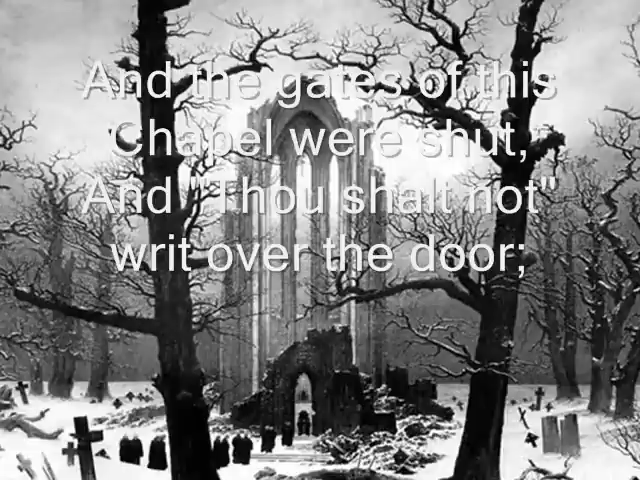 And the gates of this
Chapel were shut,
And "Thou shalt not"
writ over the door;